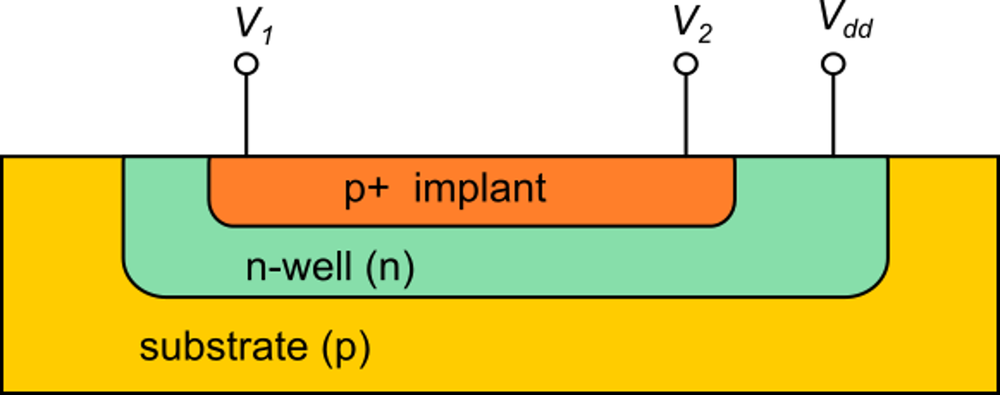 V1 V2 Vdd
p+ implant
n-well (n)
substrate (p)